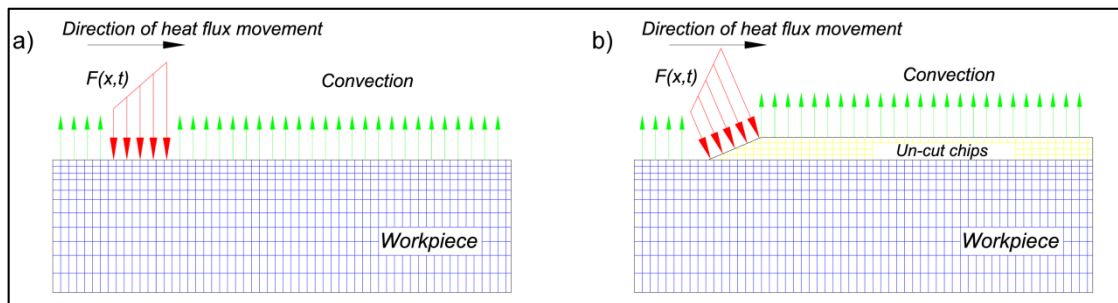 a)
Direction of heat flux movement
F(x,t)
Convection
Workpiece
b)
Direction of heat flux movement
F(x,t)
Convection
Un-cut chips
Workpiece